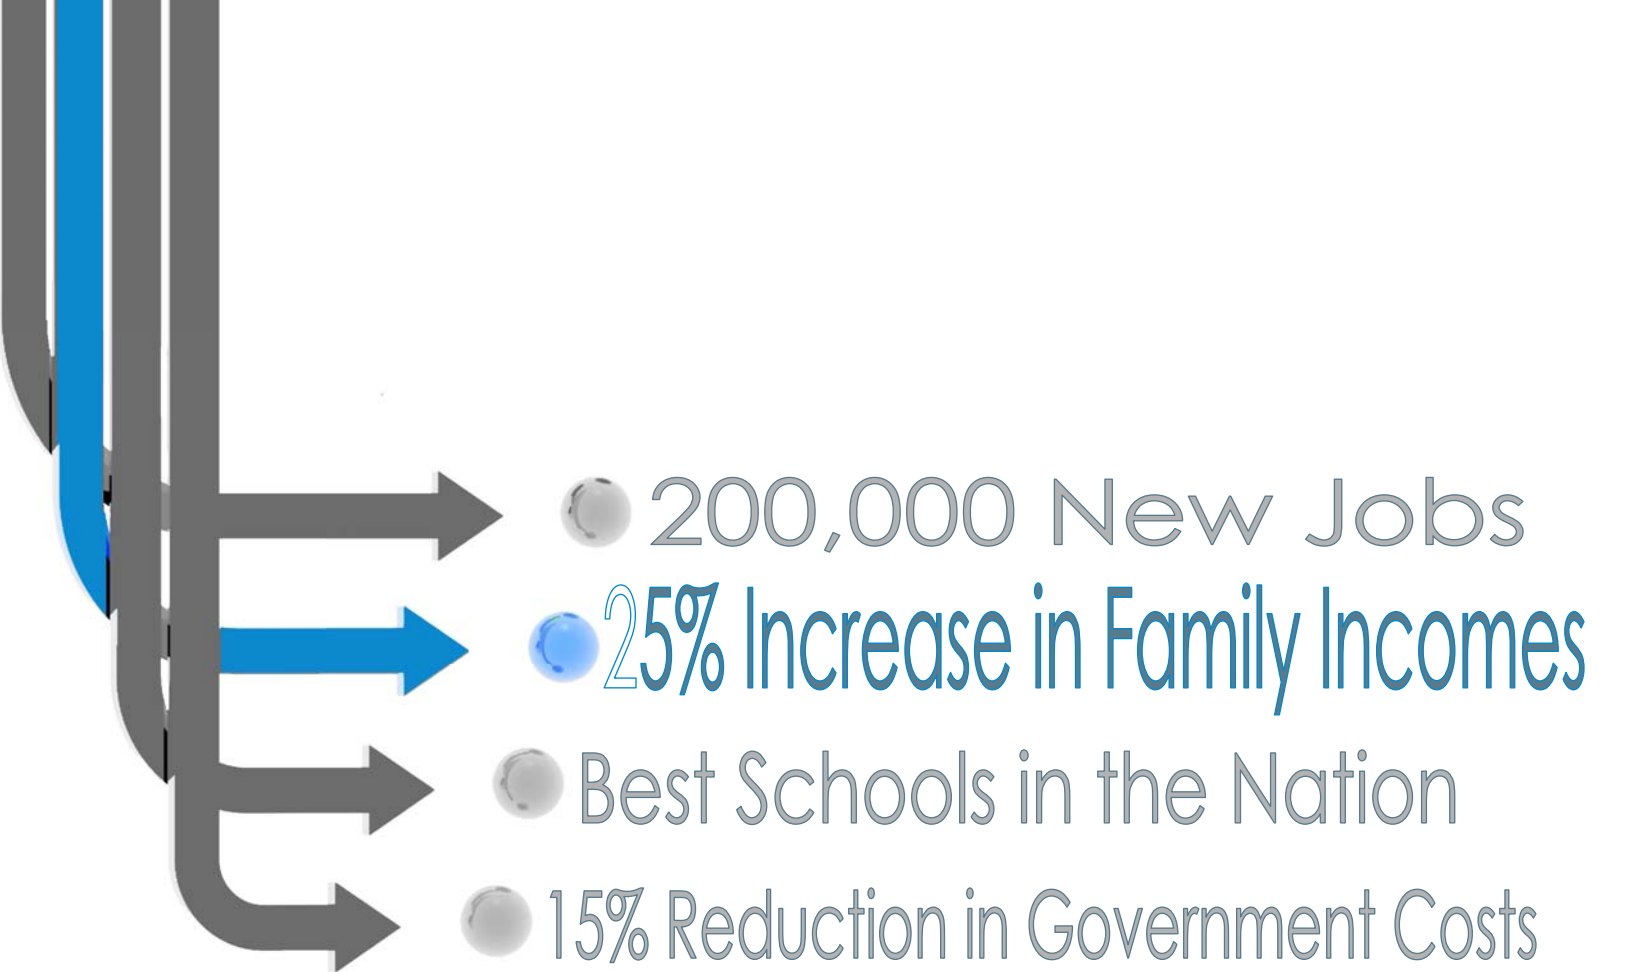 200,000 New Jobs
25% Increase in Family Incomes
Best Schools in the Nation
15% Reduction in Government Costs